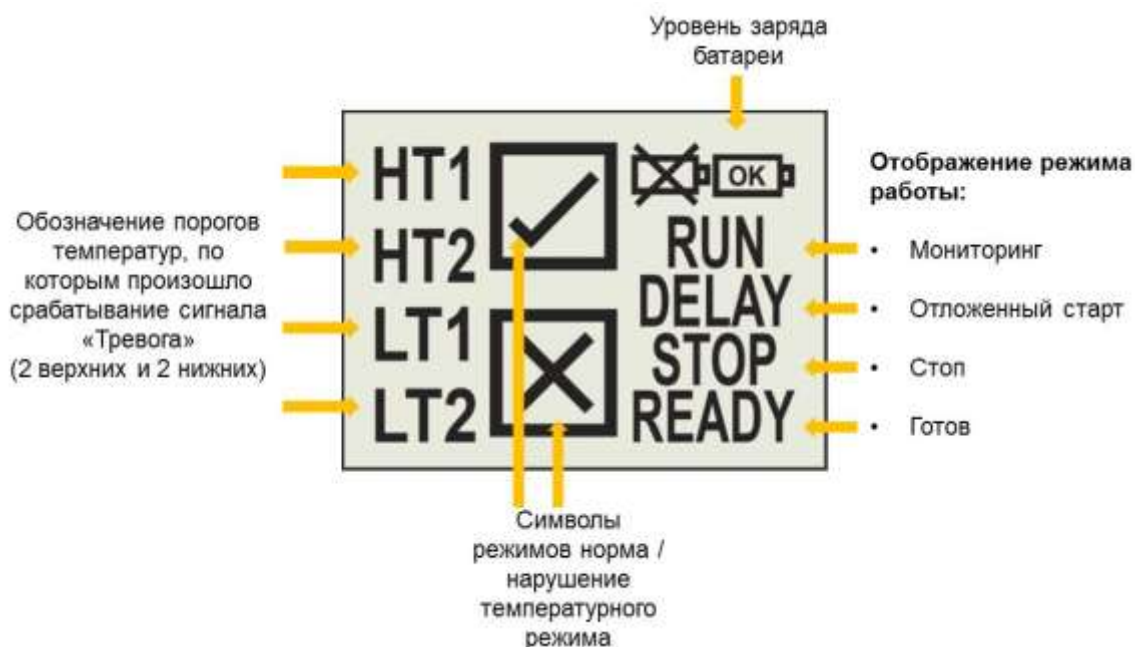 Уровень заряда
батареи
HT1
HT2
LT1
LT2
OK
RUN
DELAY
STOP
READY
Обозначение порогов
температур, по
которым произошло
срабатывание сигнала
«Тревога»
(2 верхних и 2 нижних)
Отображение режима
работы:
• Мониторинг
• Отложенный старт
• Стоп
• Готов
Символы
режимов норма /
нарушение
температурного
режима